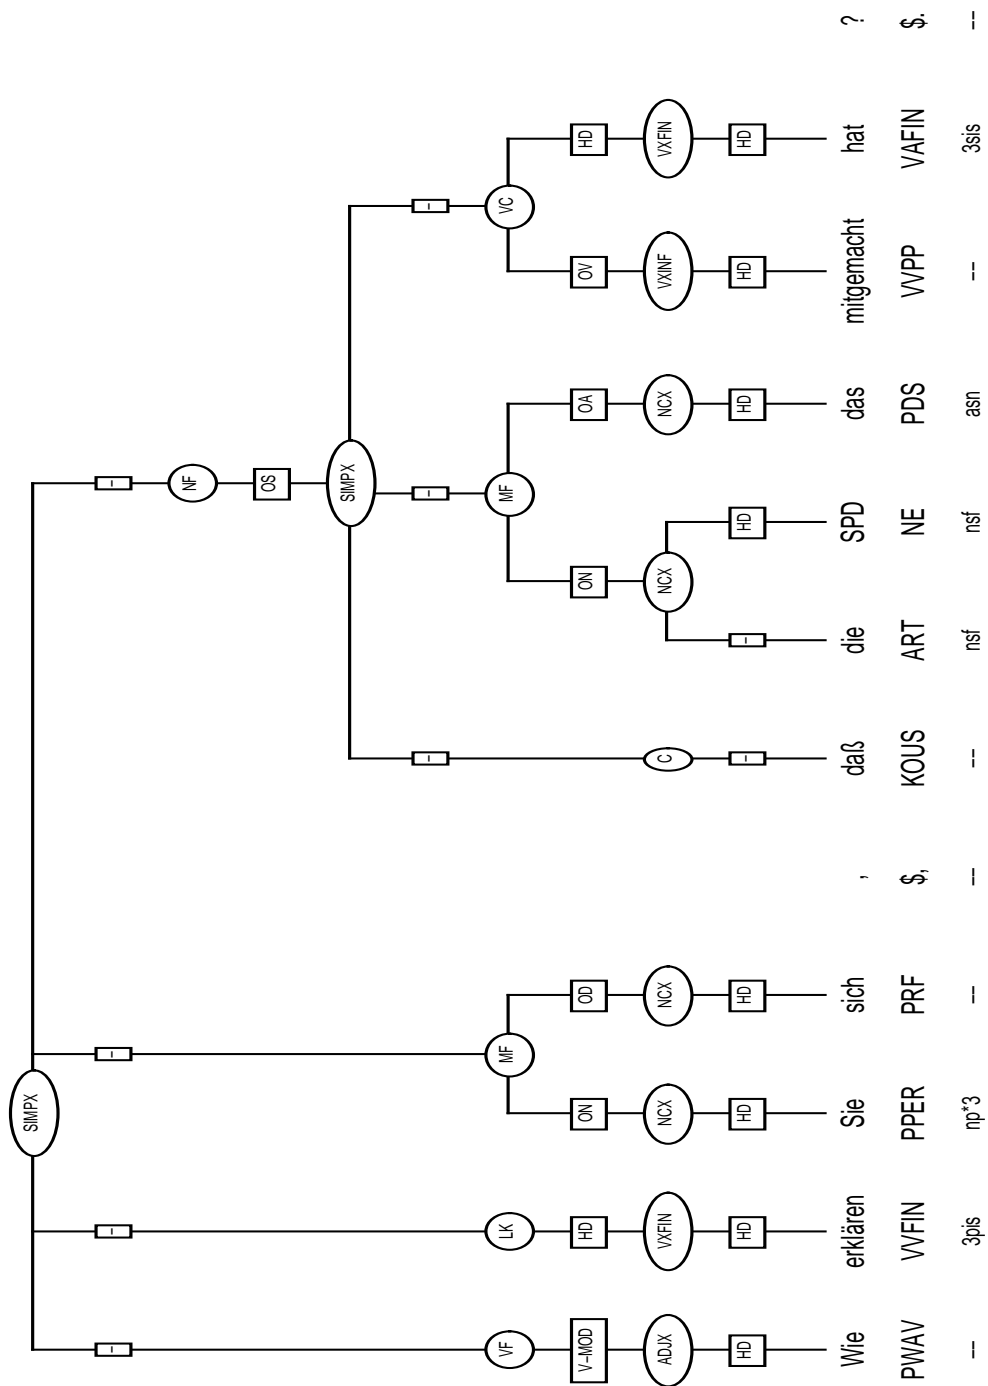 SIMPX
- - - -
NF
OS
SIMPX
- - -
VF LK MF C MF VC
V-MOD HD ON OD ON OA OV HD
ADJX VXFIN NCX NCX NCX NCX VXINF VXFIN
HD HD HD HD - - HD HD HD HD
Wie erklären Sie sich , daß die SPD das mitgemacht hat ?
PWAV VVFIN PPER PRF $, KOUS ART NE PDS VVPP VAFIN $.
-- 3pis np*3 -- -- -- nsf nsf asn -- 3sis --